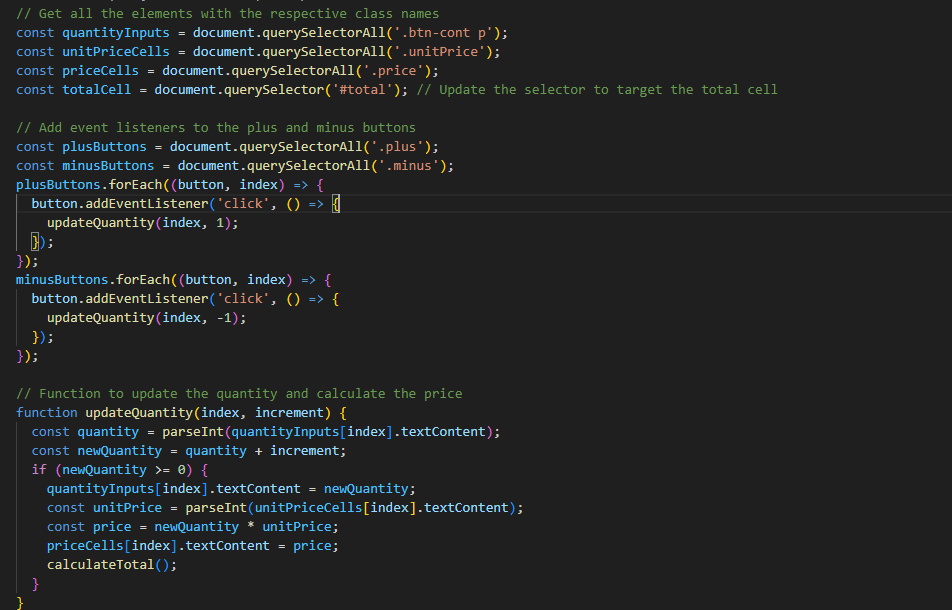 // Get all the elements with the respective class names
const quantityInputs = document.querySelectorAll('.btn-cont p');
const unitPriceCells = document.querySelectorAll('.unitPrice');
const priceCells = document.querySelectorAll('.price');
const totalCell = document.querySelector('#total'); // Update the selector to target the total cell

// Add event listeners to the plus and minus buttons
const plusButtons = document.querySelectorAll('.plus');
const minusButtons = document.querySelectorAll('.minus');
plusButtons.forEach((button, index) => {
  button.addEventListener('click', () => {
    updateQuantity(index, 1);
  });
});
minusButtons.forEach((button, index) => {
  button.addEventListener('click', () => {
    updateQuantity(index, -1);
  });
});

// Function to update the quantity and calculate the price
function updateQuantity(index, increment) {
  const quantity = parseInt(quantityInputs[index].textContent);
  const newQuantity = quantity + increment;
  if (newQuantity >= 0) {
    quantityInputs[index].textContent = newQuantity;
    const unitPrice = parseInt(unitPriceCells[index].textContent);
    const price = newQuantity * unitPrice;
    priceCells[index].textContent = price;
    calculateTotal();
  }
}